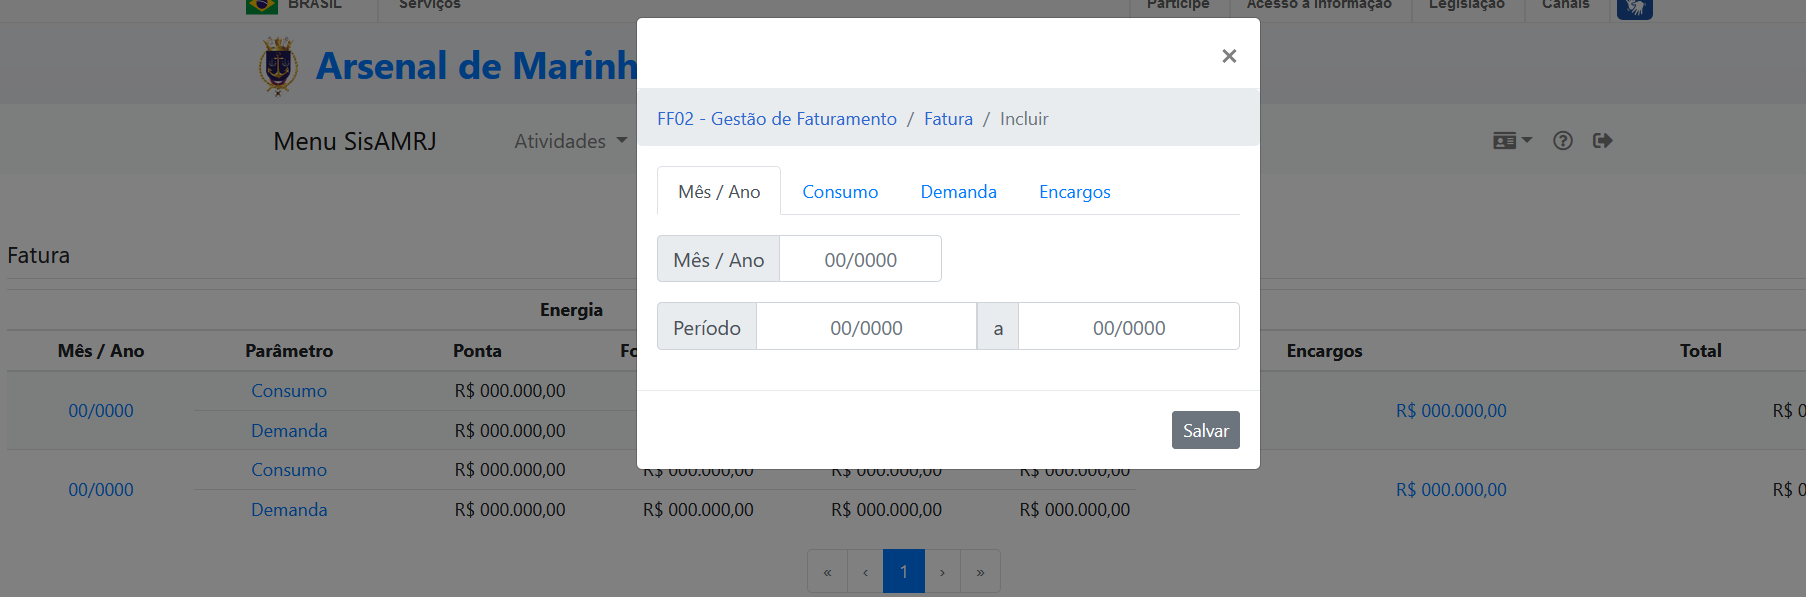 BRASIL Serviços Participe Acesso à informação Legislação Canais
Arsenal de Marinh
×
FF02 - Gestão de Faturamento / Fatura / Incluir
Menu SisAMRJ Atividades
Mês / Ano Consumo Demanda Encargos
Mês / Ano 00/0000
Período 00/0000 a 00/0000
Salvar
Fatura
Energia
Mês / Ano Parâmetro Ponta Fo Encargos Total
00/0000 Consumo R$ 000.000,00 R$ 000.000,00 R$ 0
Demanda R$ 000.000,00
00/0000 Consumo R$ 000.000,00 R$ 000.000,00 R$ 000.000,00 R$ 000.000,00 R$ 000.000,00 R$ 0
Demanda R$ 000.000,00 R$ 000.000,00 R$ 000.000,00 R$ 000.000,00
« ‹ 1 › »